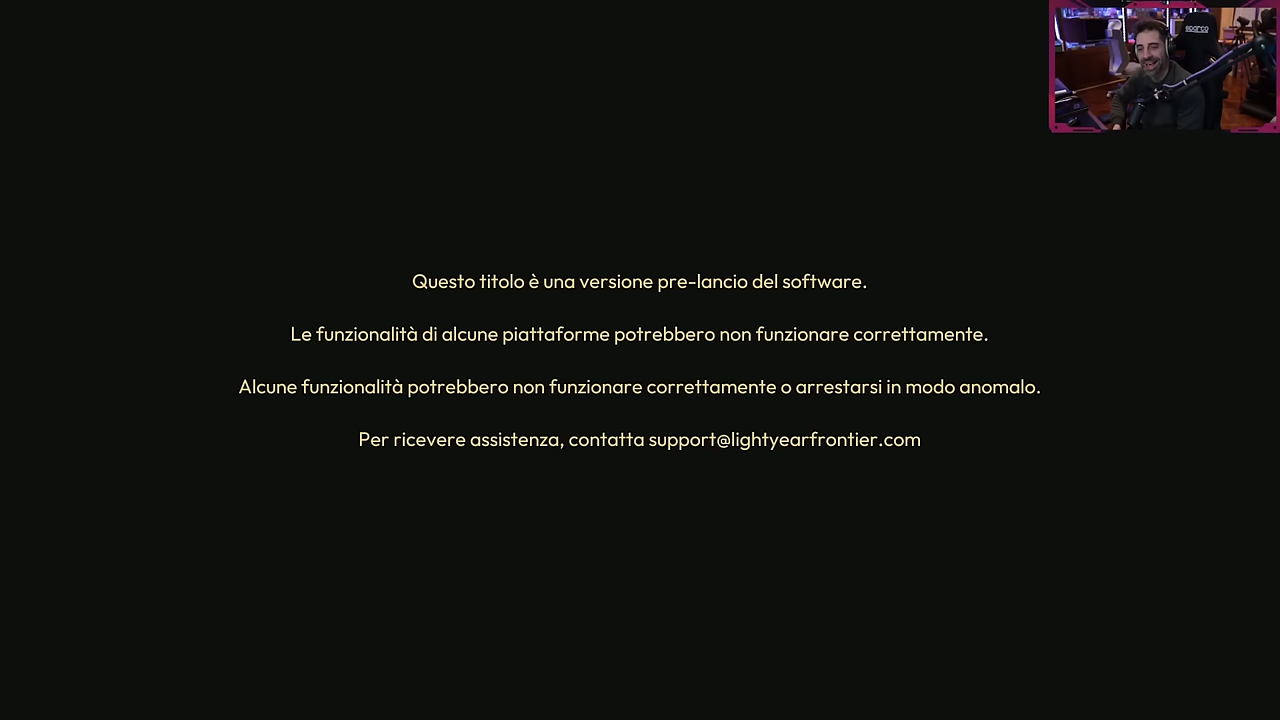 sparco
Questo titolo è una versione pre-lancio del software.
Le funzionalità di alcune piattaforme potrebbero non funzionare correttamente.
Alcune funzionalità potrebbero non funzionare correttamente o arrestarsi in modo anomalo.
Per ricevere assistenza, contatta support@lightyearfrontier.com